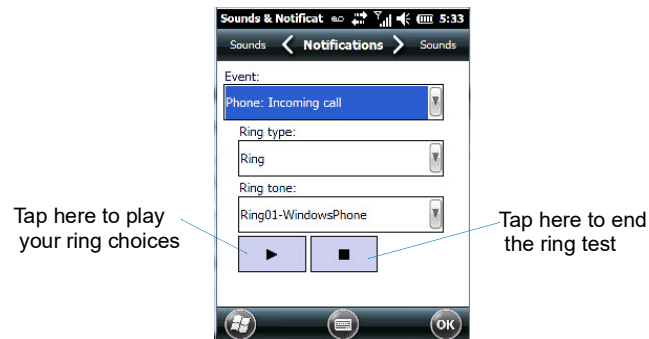 Sounds & Notificat 5:33
Sounds Notifications Sounds
Event:
Phone: Incoming call
Ring type:
Ring
Ring tone:
Ring01-WindowsPhone
Tap here to play
your ring choices
Tap here to end
the ring test
OK